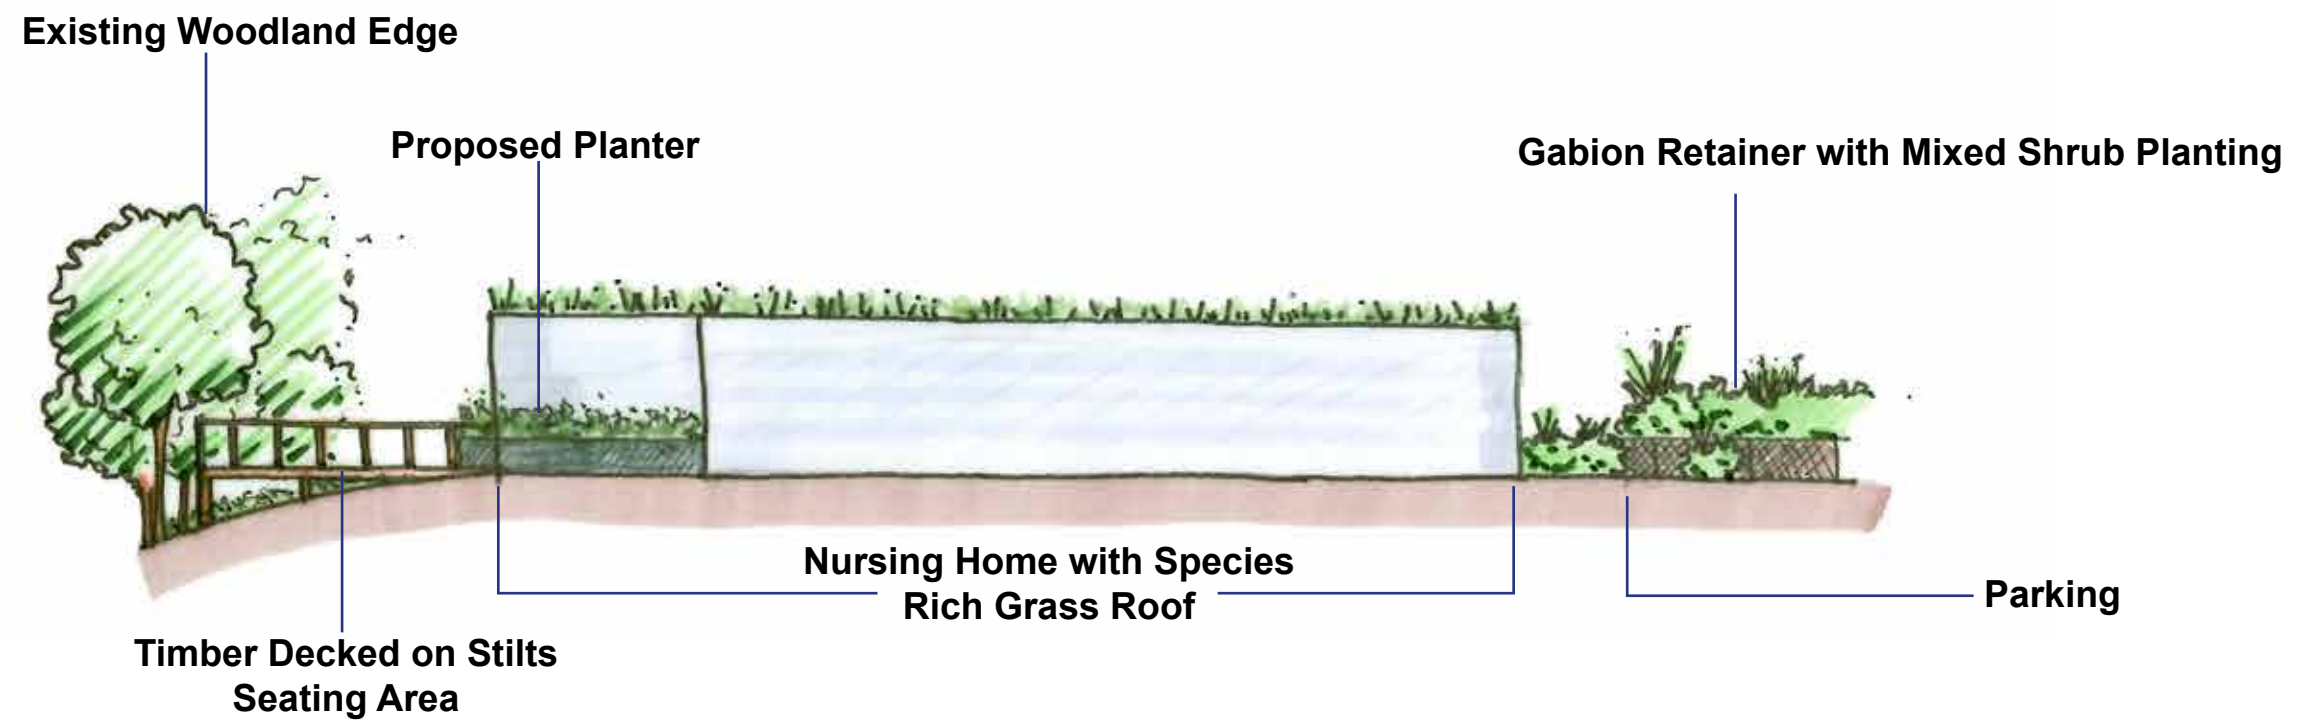 Existing Woodland Edge
Proposed Planter
Gabion Retainer with Mixed Shrub Planting
Nursing Home with Species
Rich Grass Roof
Parking
Timber Decked on Stilts
Seating Area